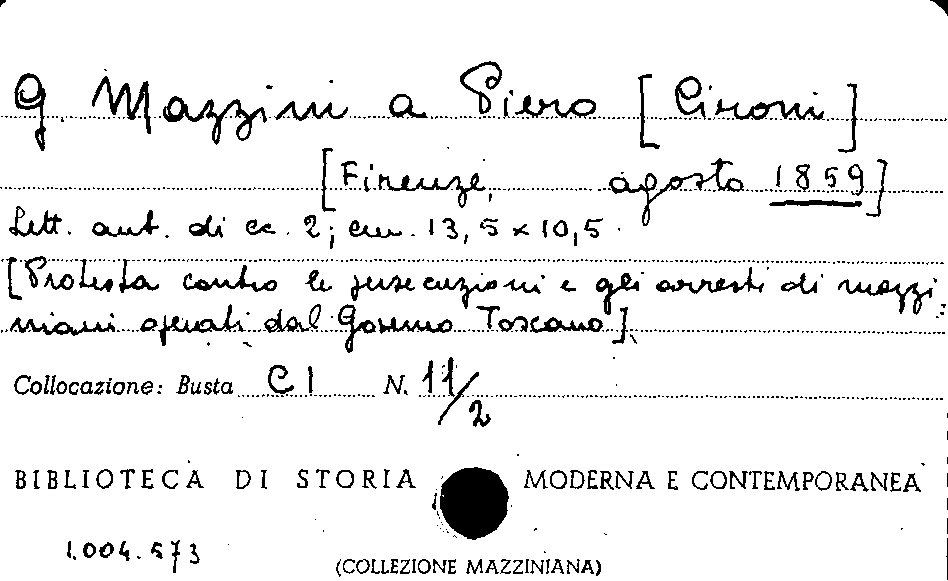 G. Mazzini a Piero [Cironi]
[Firenze, agosto 1859]
Lett. aut. di cc. 2; cm. 13,5 x 10,5.
[Protesta contro le persecuzioni e gli arresti di mazzi
niani operati dal Governo Toscano].
Collocazione: Busta C I N. 11/2
BIBLIOTECA DI STORIA MODERNA E CONTEMPORANEA
1.004.573
(COLLEZIONE MAZZINIANA)